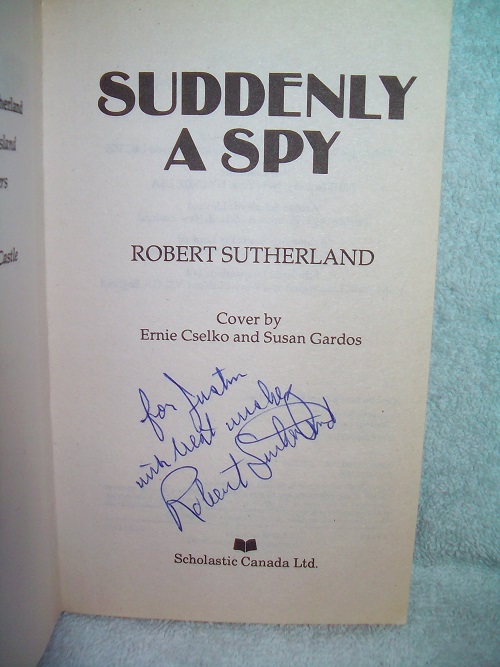 SUDDENLY
A SPY
ROBERT SUTHERLAND
Cover by
Ernie Cselko and Susan Gardos
for Justin
with best wishes
Robert Sutherland
Scholastic Canada Ltd.
Castle